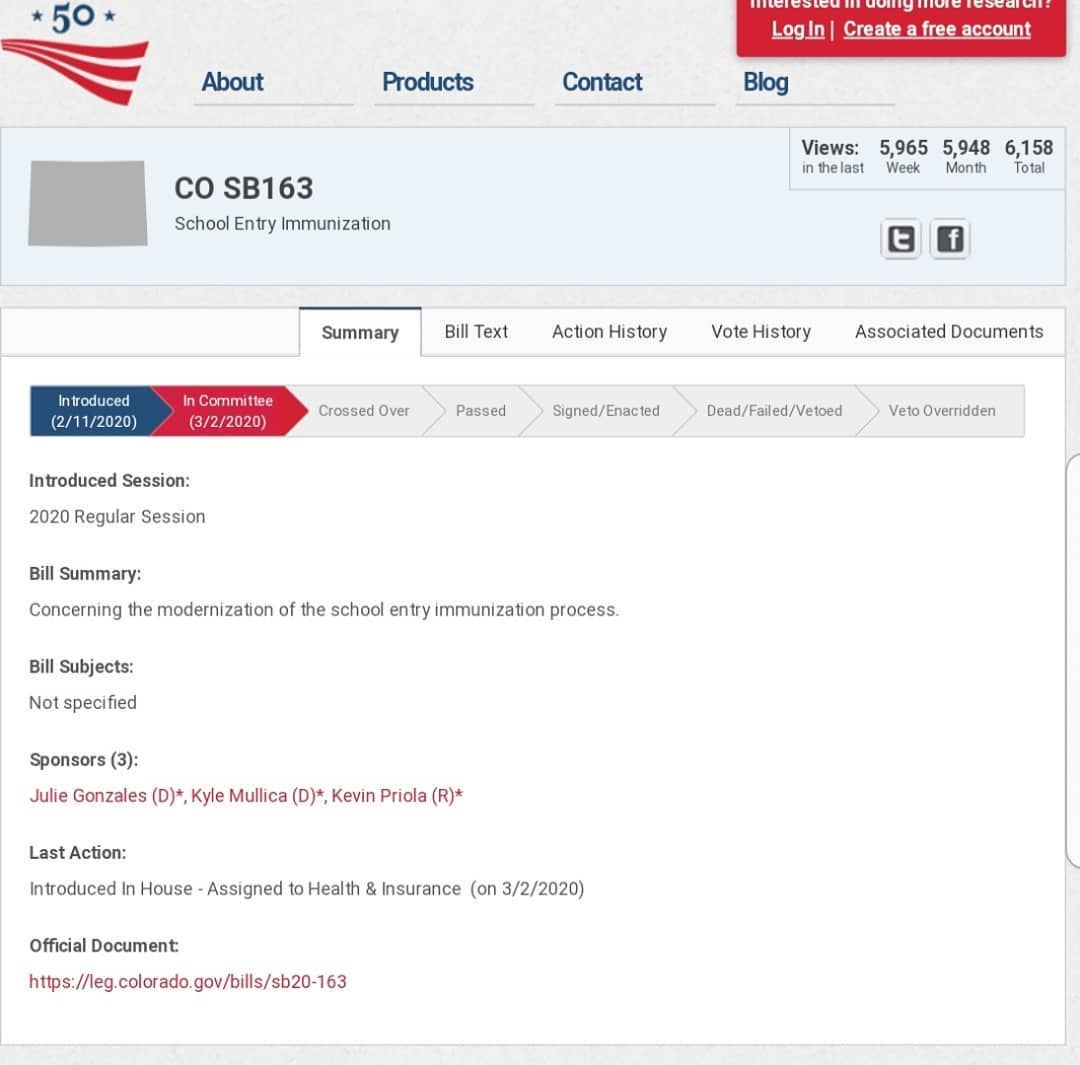 ★ 50 ★
Interested in doing more research?
Log In | Create a free account
About Products Contact Blog
Views: 5,965 5,948 6,158
in the last Week Month Total
CO SB163
School Entry Immunization
Summary Bill Text Action History Vote History Associated Documents
Introduced
(2/11/2020)
In Committee
(3/2/2020)
Crossed Over
Passed
Signed/Enacted
Dead/Failed/Vetoed
Veto Overridden
Introduced Session:
2020 Regular Session
Bill Summary:
Concerning the modernization of the school entry immunization process.
Bill Subjects:
Not specified
Sponsors (3):
Julie Gonzales (D)*, Kyle Mullica (D)*, Kevin Priola (R)*
Last Action:
Introduced In House - Assigned to Health & Insurance (on 3/2/2020)
Official Document:
https://leg.colorado.gov/bills/sb20-163